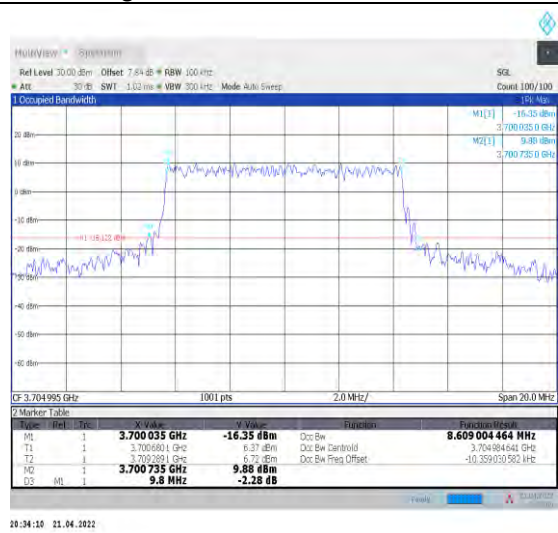 MultiView Spectrum
Ref Level 30.00 dBm Offset 7.84 dB RBW 100 kHz SGL
Att 30 dB SWT 1.02 ms VBW 300 kHz Mode Auto Sweep Count 100/100
1 Occupied Bandwidth 1Pk Max
M1[1] -16.35 dBm
3.700 035 0 GHz
20 dBm M2[1] 9.88 dBm
3.700 735 0 GHz
10 dBm
0 dBm
-10 dBm
-20 dBm
-30 dBm
-40 dBm
-50 dBm
-60 dBm
CF 3.704995 GHz 1001 pts 2.0 MHz/ Span 20.0 MHz
2 Marker Table
Type Ref Trc X-Value Y-Value Function Function Result
M1 1 3.700 035 GHz -16.35 dBm Occ Bw 8.609 004 464 MHz
T1 1 3.7006801 GHz 6.37 dBm Occ Bw Centroid 3.704984641 GHz
T2 1 3.7092891 GHz 6.72 dBm Occ Bw Freq Offset -10.359030582 kHz
M2 1 3.700 735 GHz 9.88 dBm
D3 M1 1 9.8 MHz -2.28 dB
20:34:10 21.04.2022